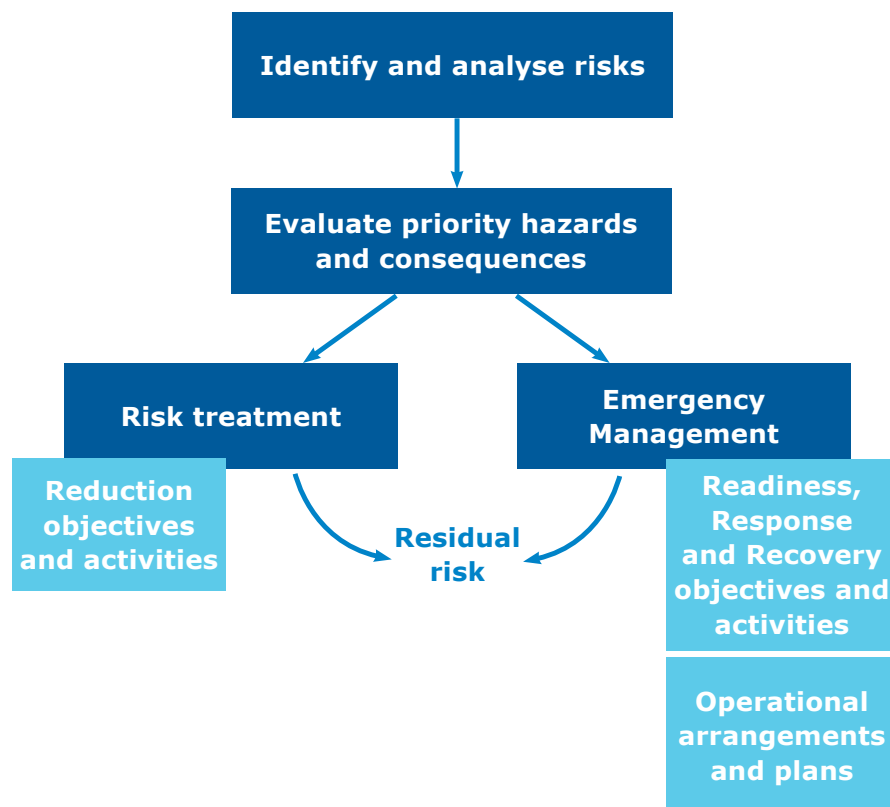 Identify and analyse risks
Evaluate priority hazards
and consequences
Risk treatment
Emergency
Management
Reduction
objectives
and activities
Residual
risk
Readiness,
Response
and Recovery
objectives and
activities
Operational
arrangements
and plans